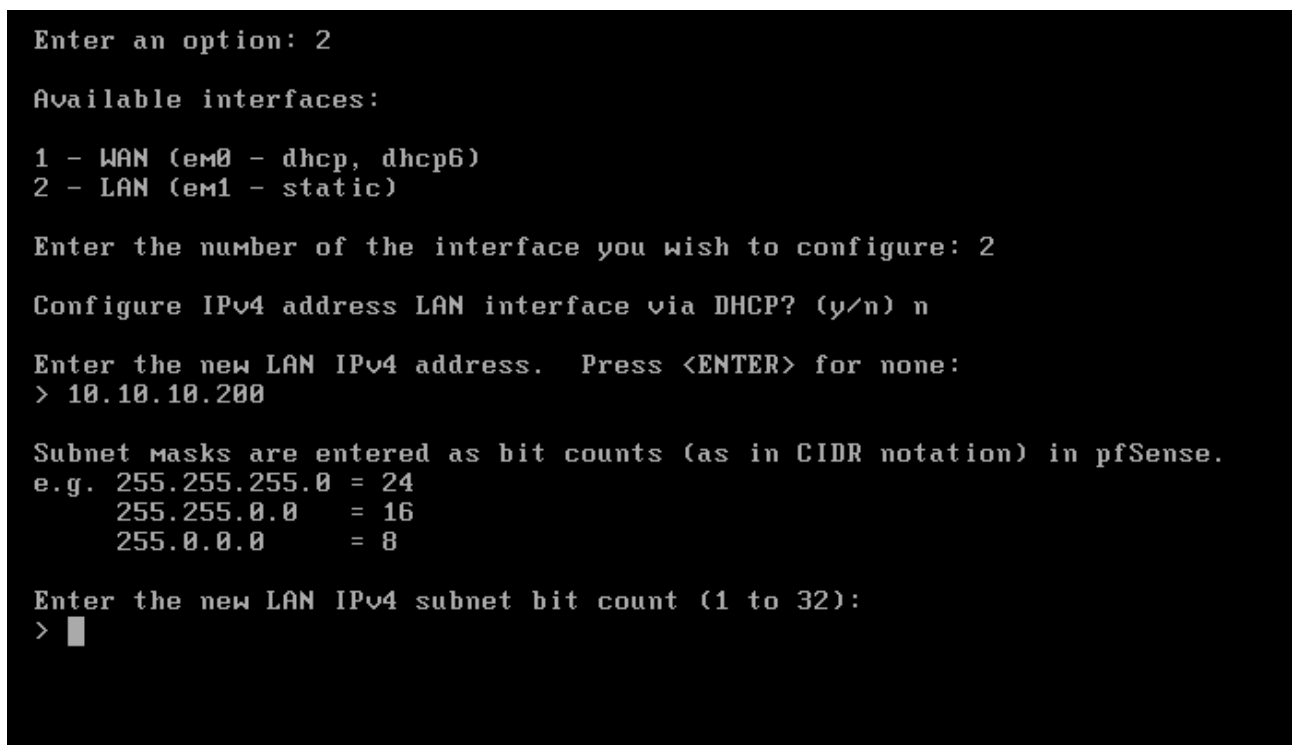 Enter an option: 2
Available interfaces:
1 - WAN (em0 - dhcp, dhcp6)
2 - LAN (em1 - static)
Enter the number of the interface you wish to configure: 2
Configure IPv4 address LAN interface via DHCP? (y/n) n
Enter the new LAN IPv4 address.  Press <ENTER> for none:
> 10.10.10.200
Subnet masks are entered as bit counts (as in CIDR notation) in pfSense.
e.g. 255.255.255.0 = 24
     255.255.0.0   = 16
     255.0.0.0     = 8
Enter the new LAN IPv4 subnet bit count (1 to 32):
>